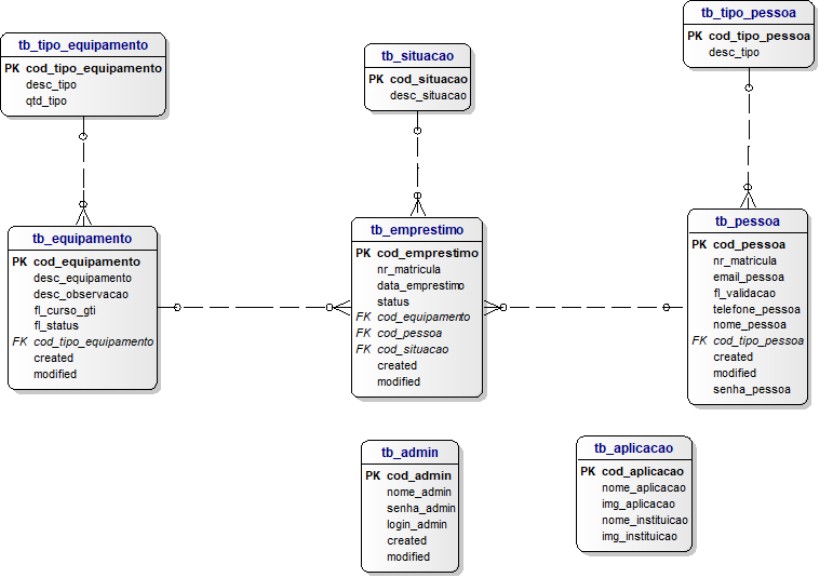 tb_tipo_equipamento
PK cod_tipo_equipamento
desc_tipo
qtd_tipo
tb_situacao
PK cod_situacao
desc_situacao
tb_tipo_pessoa
PK cod_tipo_pessoa
desc_tipo
tb_equipamento
PK cod_equipamento
desc_equipamento
desc_observacao
fl_curso_gti
fl_status
FK cod_tipo_equipamento
created
modified
tb_emprestimo
PK cod_emprestimo
nr_matricula
data_emprestimo
status
FK cod_equipamento
FK cod_pessoa
FK cod_situacao
created
modified
tb_pessoa
PK cod_pessoa
nr_matricula
email_pessoa
fl_validacao
telefone_pessoa
nome_pessoa
FK cod_tipo_pessoa
created
modified
senha_pessoa
tb_admin
PK cod_admin
nome_admin
senha_admin
login_admin
created
modified
tb_aplicacao
PK cod_aplicacao
nome_aplicacao
img_aplicacao
nome_instituicao
img_instituicao